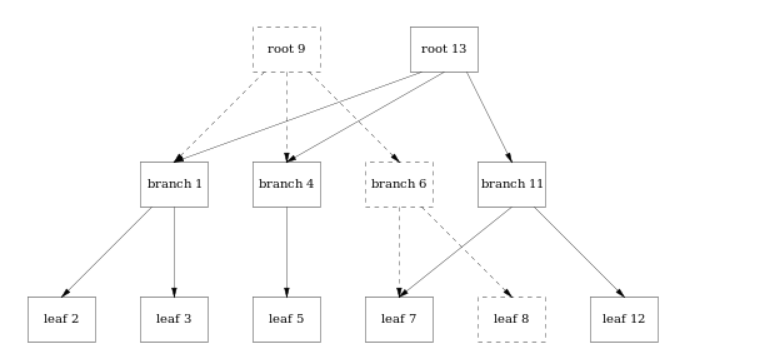 root 9
root 13
branch 1
branch 4
branch 6
branch 11
leaf 2
leaf 3
leaf 5
leaf 7
leaf 8
leaf 12